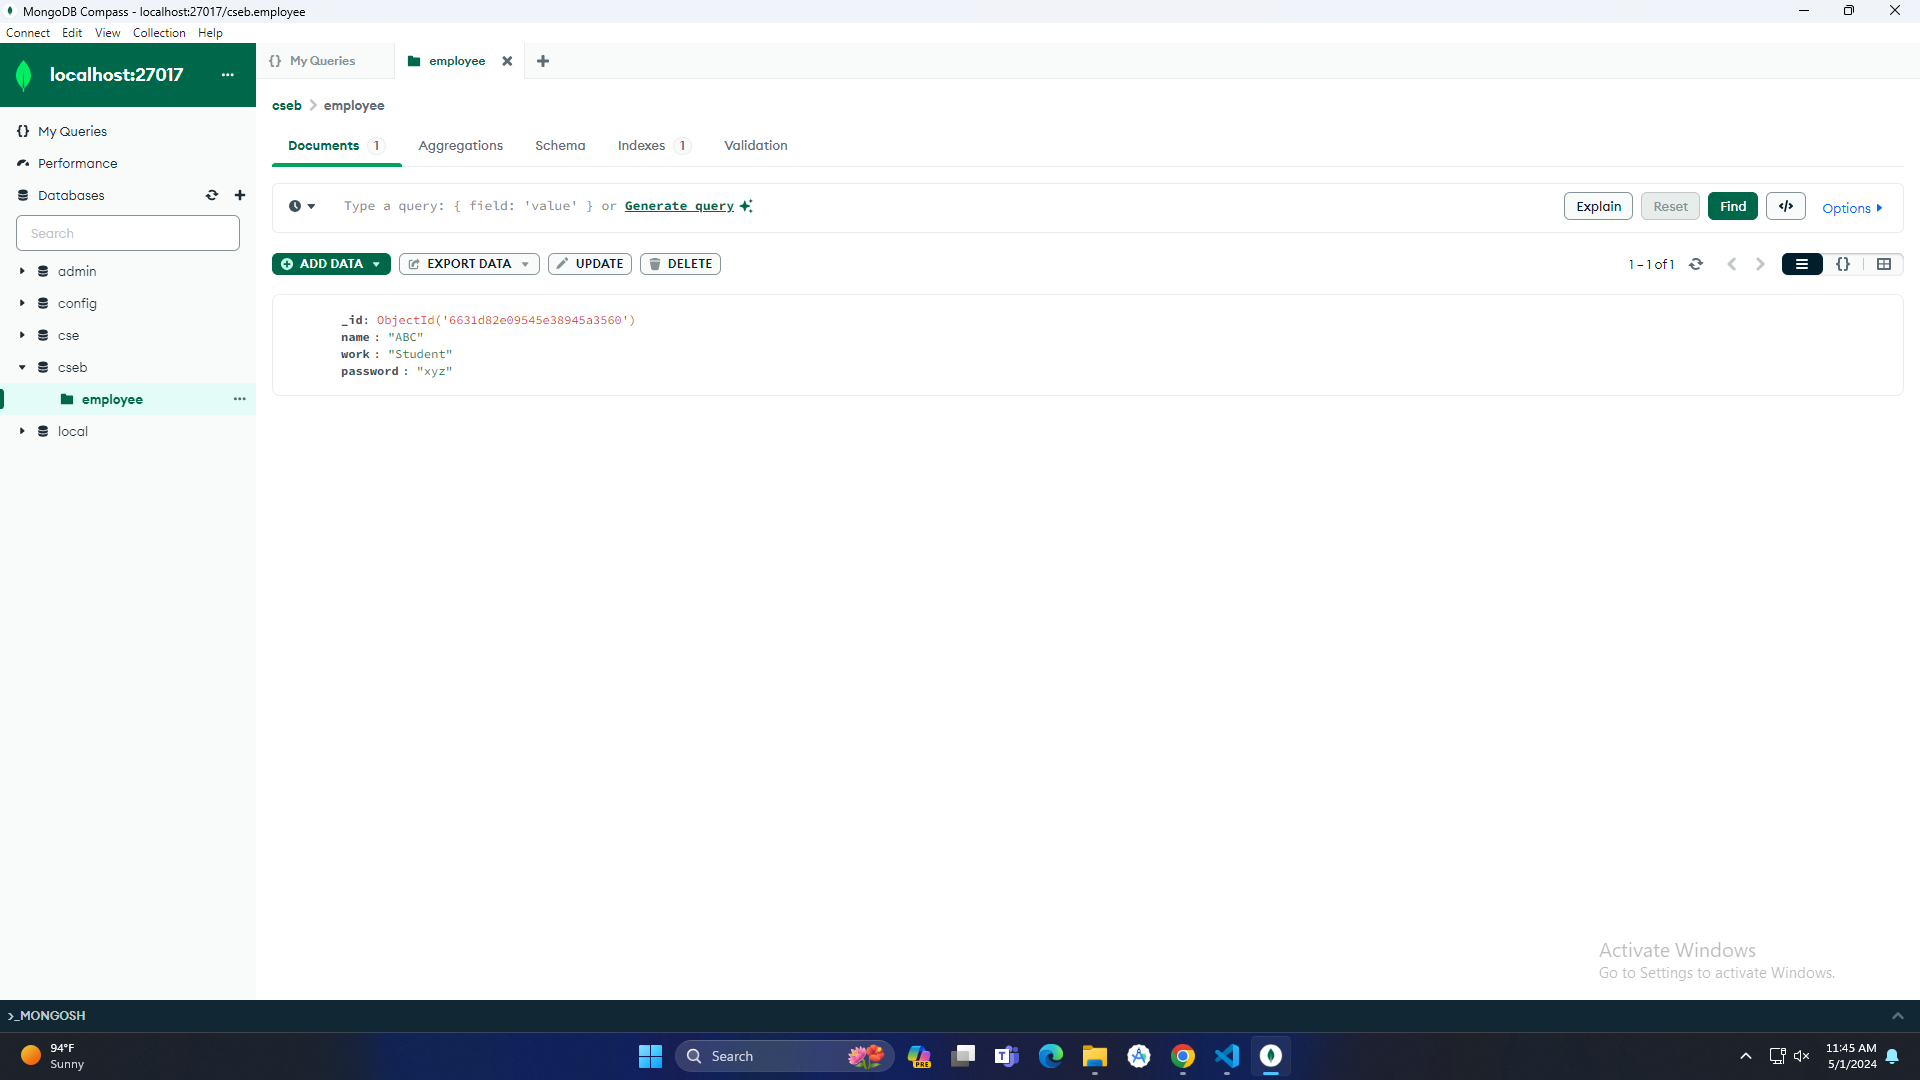 MongoDB Compass - localhost:27017/cseb.employee
Connect Edit View Collection Help
localhost:27017 ···
{} My Queries
employee
cseb > employee
{} My Queries
Performance
Databases
Search
admin
config
cse
cseb
employee ···
local
Documents 1 Aggregations Schema Indexes 1 Validation
Type a query: { field: 'value' } or Generate query
Explain Reset Find </> Options
ADD DATA EXPORT DATA UPDATE DELETE
1 – 1 of 1 {}
_id: ObjectId('6631d82e09545e38945a3560')
name : "ABC"
work : "Student"
password : "xyz"
Activate Windows
Go to Settings to activate Windows.
>_MONGOSH
94°F
Sunny
Search
PRE
11:45 AM
5/1/2024